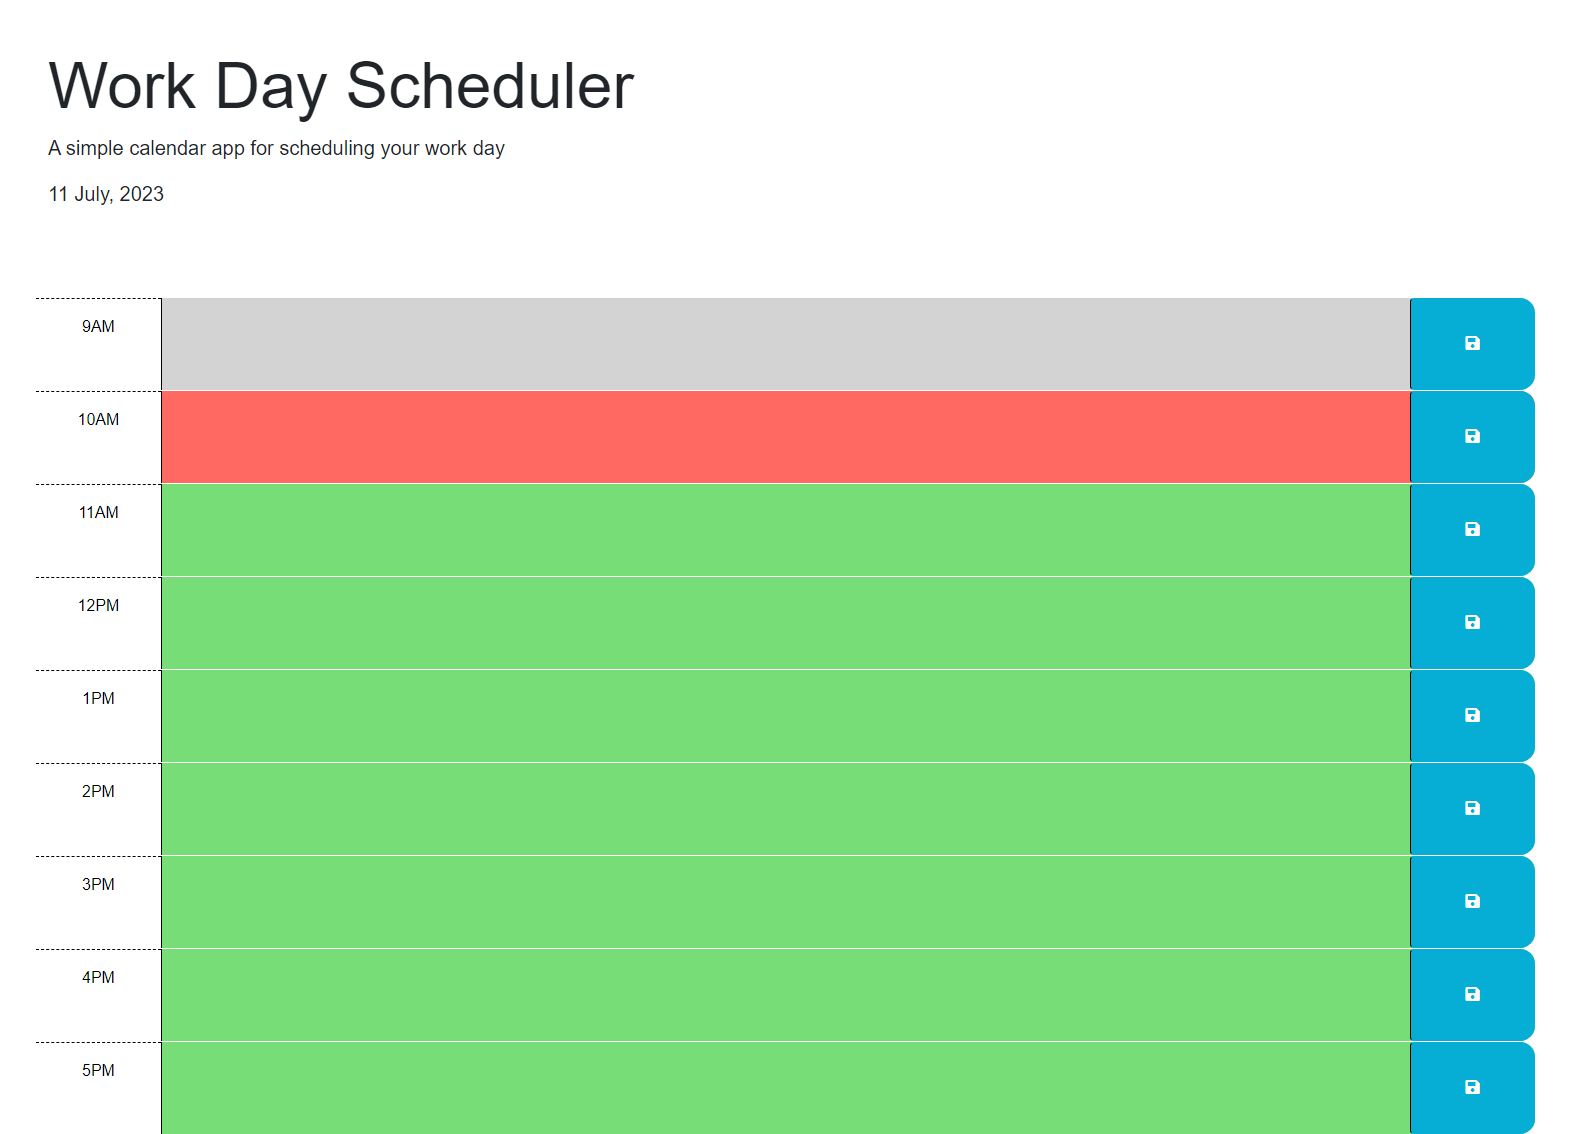 Work Day Scheduler
A simple calendar app for scheduling your work day
11 July, 2023
9AM
10AM
11AM
12PM
1PM
2PM
3PM
4PM
5PM